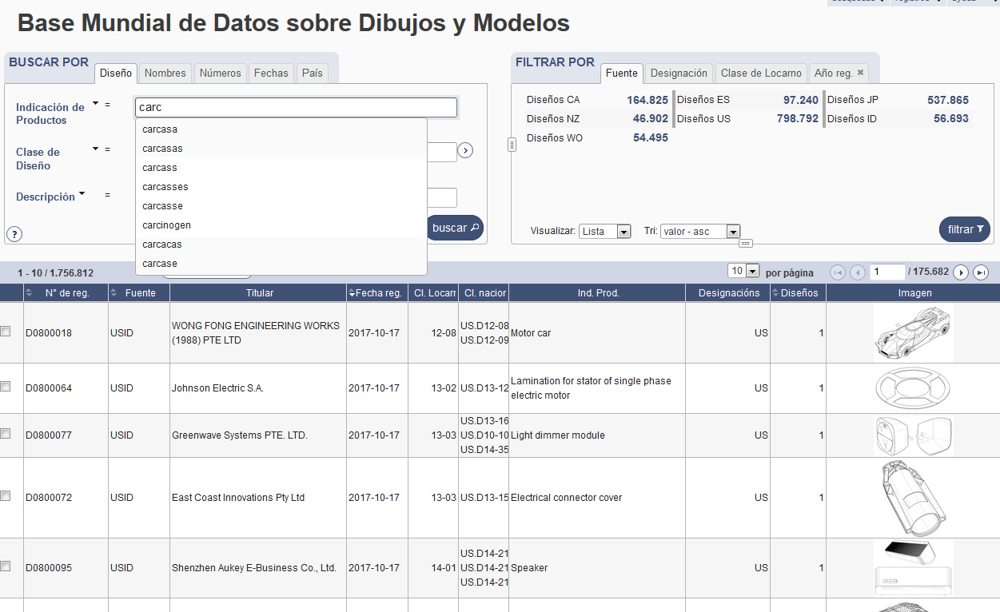 Base Mundial de Datos sobre Dibujos y Modelos
BUSCAR POR
Diseño
Nombres
Números
Fechas
País
Indicación de
Productos
=
carc
carcasa
carcasas
carcass
carcasses
carcasse
carcinogen
carcacas
carcase
Clase de
Diseño
=
Descripción
=
?
buscar
FILTRAR POR
Fuente
Designación
Clase de Locarno
Año reg.
Diseños CA 164.825 Diseños ES 97.240 Diseños JP 537.865
Diseños NZ 46.902 Diseños US 798.792 Diseños ID 56.693
Diseños WO 54.495
Visualizar: Lista Tri: valor - asc
filtrar
1 - 10 / 1.756.812
10 por página 1 / 175.682
N° de reg. Fuente Titular Fecha reg. Cl. Locarr Cl. nacior Ind. Prod. Designacións Diseños Imagen
D0800018 USID WONG FONG ENGINEERING WORKS
(1988) PTE LTD
2017-10-17 12-08 US.D12-08
US.D12-09
Motor car US 1
D0800064 USID Johnson Electric S.A. 2017-10-17 13-02 US.D13-12 Lamination for stator of single phase
electric motor
US 1
D0800077 USID Greenwave Systems PTE. LTD. 2017-10-17 13-03 US.D13-16
US.D10-10
US.D14-35
Light dimmer module US 1
D0800072 USID East Coast Innovations Pty Ltd 2017-10-17 13-03 US.D13-15 Electrical connector cover US 1
D0800095 USID Shenzhen Aukey E-Business Co., Ltd. 2017-10-17 14-01 US.D14-21
US.D14-21
US.D14-21
Speaker US 1